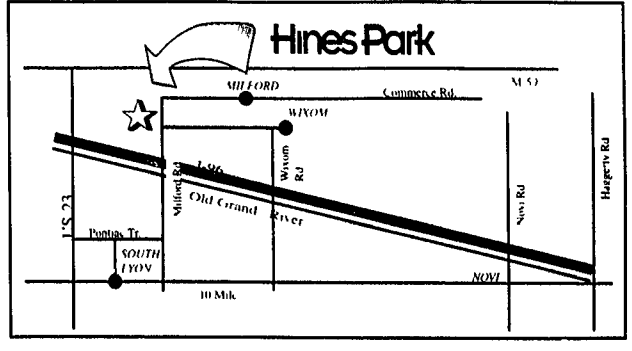 Hines Park
M-59
MILFORD
Commerce Rd.
WIXOM
I-96
Milford Rd
Wixom Rd
Novi Rd
Haggerty Rd
US 23
Old Grand River
Pontiac Tr.
SOUTH
LYON
NOVI
10 Mile